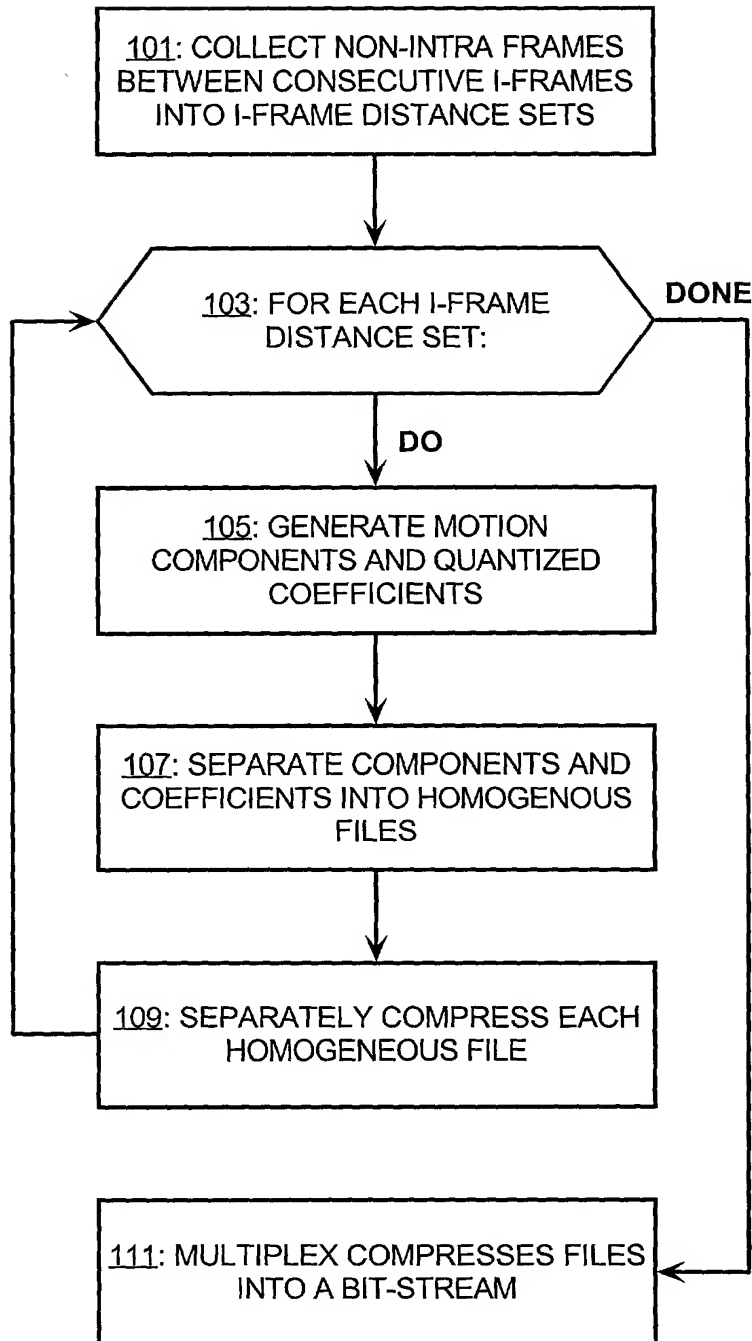 101: COLLECT NON-INTRA FRAMES
BETWEEN CONSECUTIVE I-FRAMES
INTO I-FRAME DISTANCE SETS
103: FOR EACH I-FRAME
DISTANCE SET:
DONE
DO
105: GENERATE MOTION
COMPONENTS AND QUANTIZED
COEFFICIENTS
107: SEPARATE COMPONENTS AND
COEFFICIENTS INTO HOMOGENOUS
FILES
109: SEPARATELY COMPRESS EACH
HOMOGENEOUS FILE
111: MULTIPLEX COMPRESSES FILES
INTO A BIT-STREAM